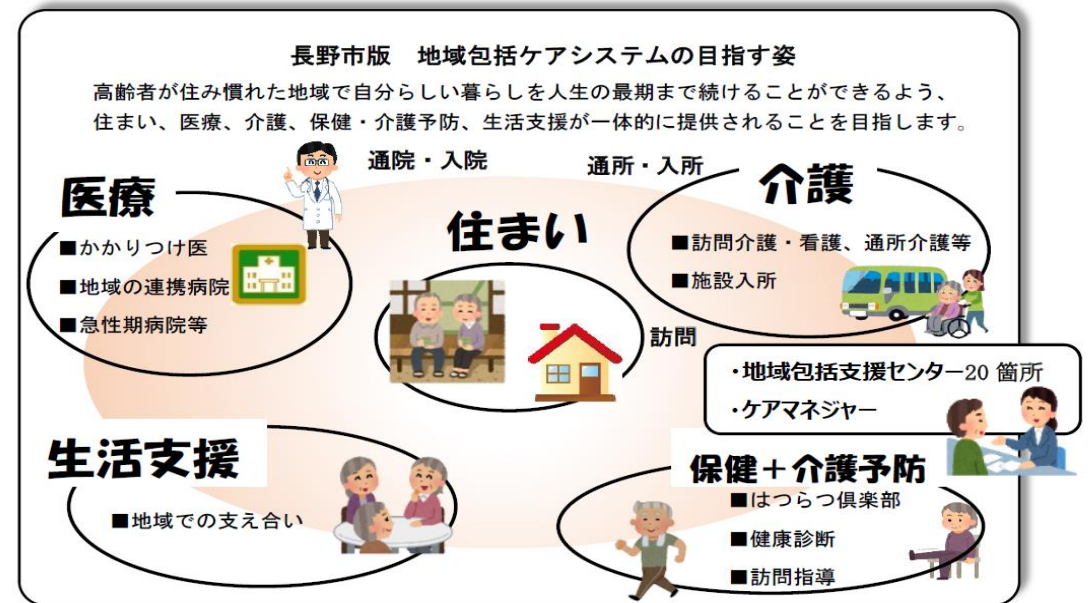 長野市版　地域包括ケアシステムの目指す姿
高齢者が住み慣れた地域で自分らしい暮らしを人生の最期まで続けることができるよう、
住まい、医療、介護、保健・介護予防、生活支援が一体的に提供されることを目指します。
通院・入院
通所・入所
医療
■かかりつけ医
■地域の連携病院
■急性期病院等
住まい
介護
■訪問介護・看護、通所介護等
■施設入所
訪問
・地域包括支援センター20 箇所
・ケアマネジャー
生活支援
■地域での支え合い
保健＋介護予防
■はつらつ倶楽部
■健康診断
■訪問指導